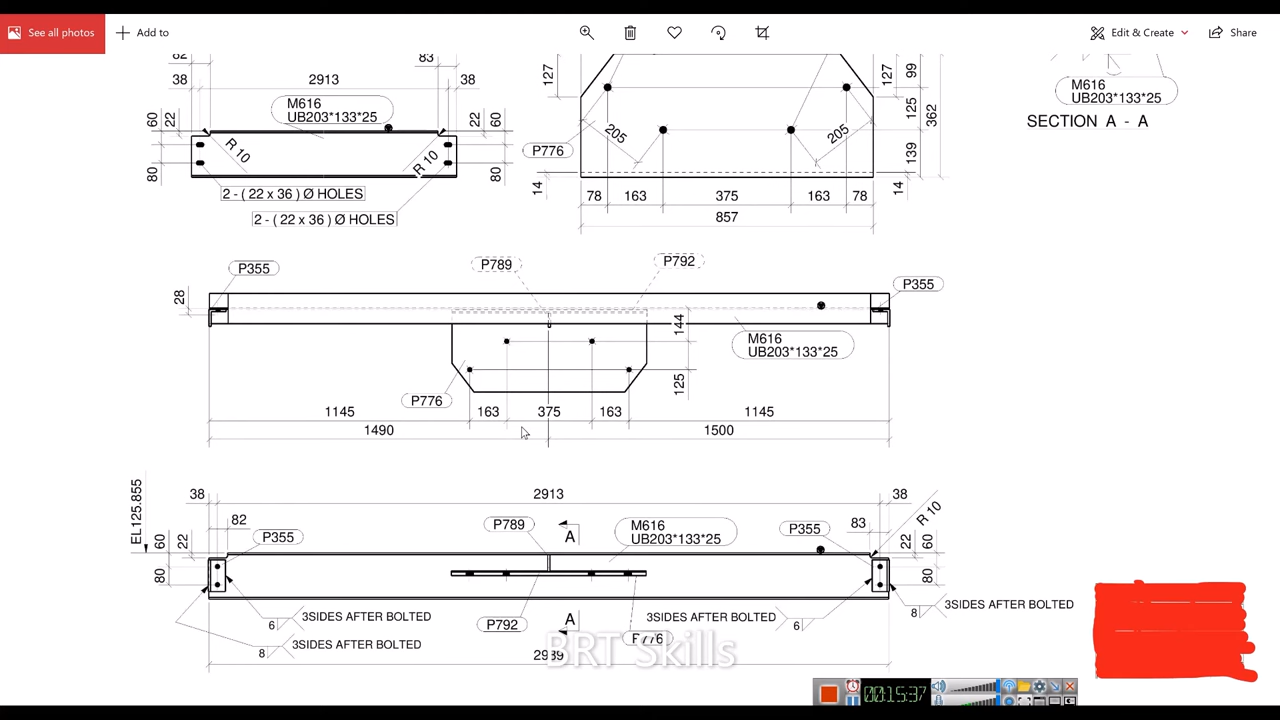 See all photos
Add to
Edit & Create
Share
83
38
2913
38
M616
UB203*133*25
60
22
22
60
R 10
R 10
80
80
2 - ( 22 x 36 ) Ø HOLES
2 - ( 22 x 36 ) Ø HOLES
127
127
99
125
362
205
205
P776
139
14
14
78
163
375
163
78
857
M616
UB203*133*25
SECTION A - A
P355
P789
P792
P355
28
144
M616
UB203*133*25
125
P776
1145
163
375
163
1145
1490
1500
EL125.855
38
2913
38
82
P355
P789
A
M616
UB203*133*25
P355
83
R 10
60
22
22
60
80
80
6
3SIDES AFTER BOLTED
8
3SIDES AFTER BOLTED
P792
A
P776
3SIDES AFTER BOLTED
6
8
3SIDES AFTER BOLTED
BRT Skills
00:15:37